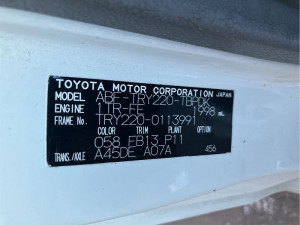 TOYOTA MOTOR CORPORATION JAPAN
MODEL ABF-TRY220-TBPDK
ENGINE 1TR-FE 1998 mL
FRAME No. TRY220-0113991
COLOR TRIM PLANT OPTION
058 FB13 P11
TRANS./AXLE A45DE A07A 456